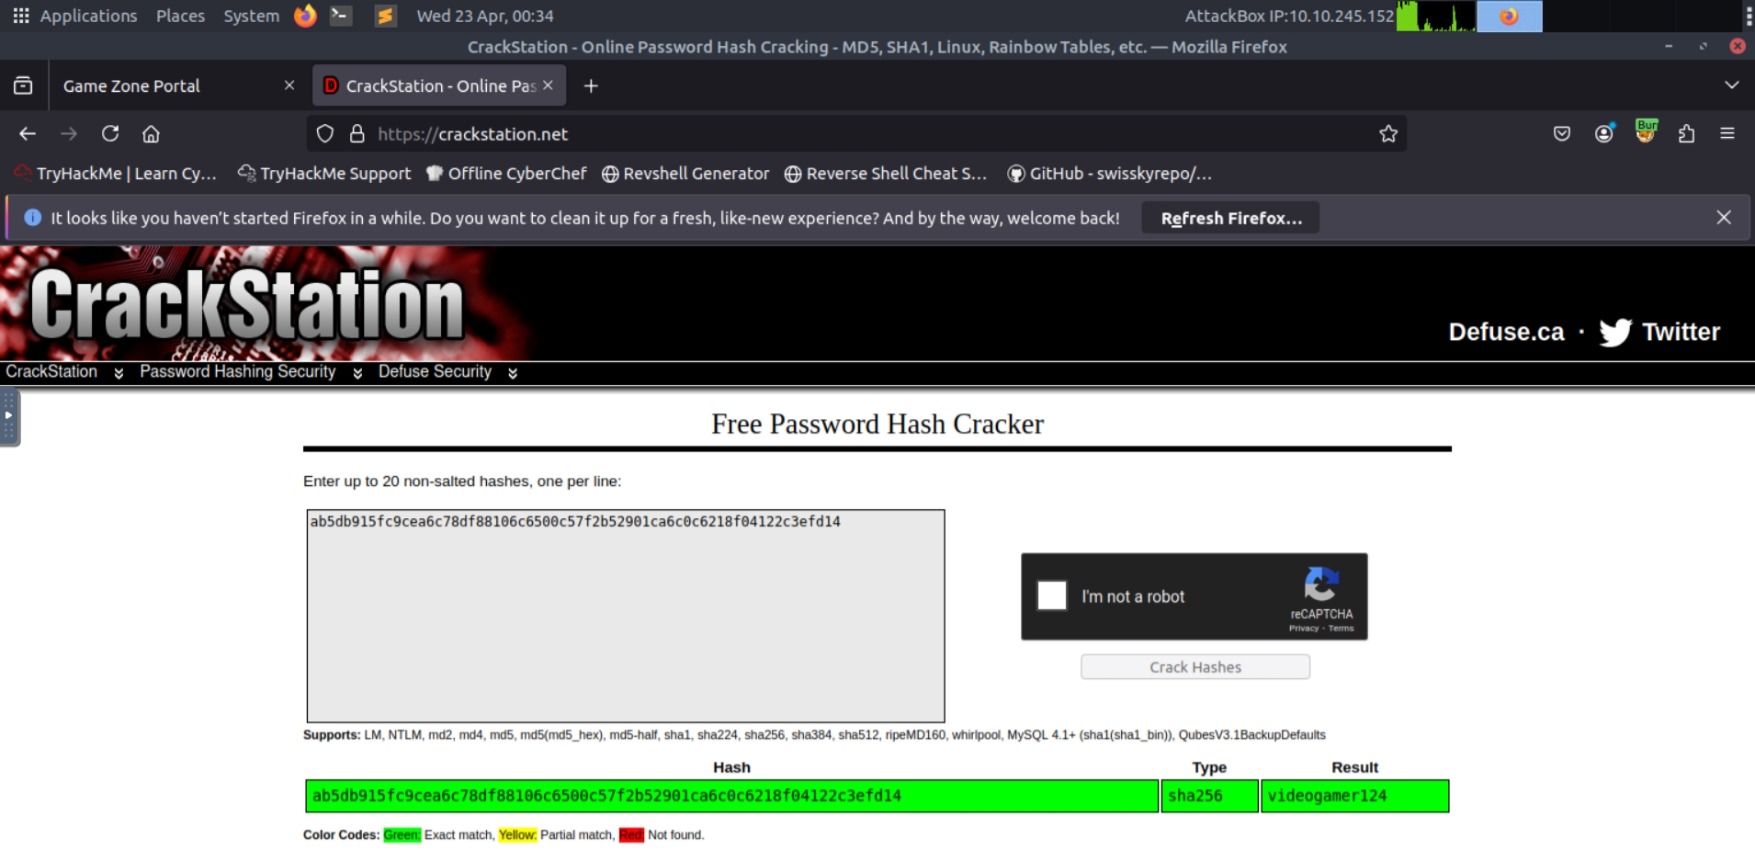 Applications Places System Wed 23 Apr, 00:34 AttackBox IP:10.10.245.152
CrackStation - Online Password Hash Cracking - MD5, SHA1, Linux, Rainbow Tables, etc. — Mozilla Firefox
Game Zone Portal CrackStation - Online Pas
https://crackstation.net
Bur
TryHackMe | Learn Cy... TryHackMe Support Offline CyberChef Revshell Generator Reverse Shell Cheat S... GitHub - swisskyrepo/...
It looks like you haven't started Firefox in a while. Do you want to clean it up for a fresh, like-new experience? And by the way, welcome back! Refresh Firefox...
CrackStation
Defuse.ca · Twitter
CrackStation Password Hashing Security Defuse Security
Free Password Hash Cracker
Enter up to 20 non-salted hashes, one per line:
ab5db915fc9cea6c78df88106c6500c57f2b52901ca6c0c6218f04122c3efd14
I'm not a robot
reCAPTCHA
Privacy - Terms
Crack Hashes
Supports: LM, NTLM, md2, md4, md5, md5(md5_hex), md5-half, sha1, sha224, sha256, sha384, sha512, ripeMD160, whirlpool, MySQL 4.1+ (sha1(sha1_bin)), QubesV3.1BackupDefaults
Hash Type Result
ab5db915fc9cea6c78df88106c6500c57f2b52901ca6c0c6218f04122c3efd14 sha256 videogamer124
Color Codes: Green: Exact match, Yellow: Partial match, Red: Not found.